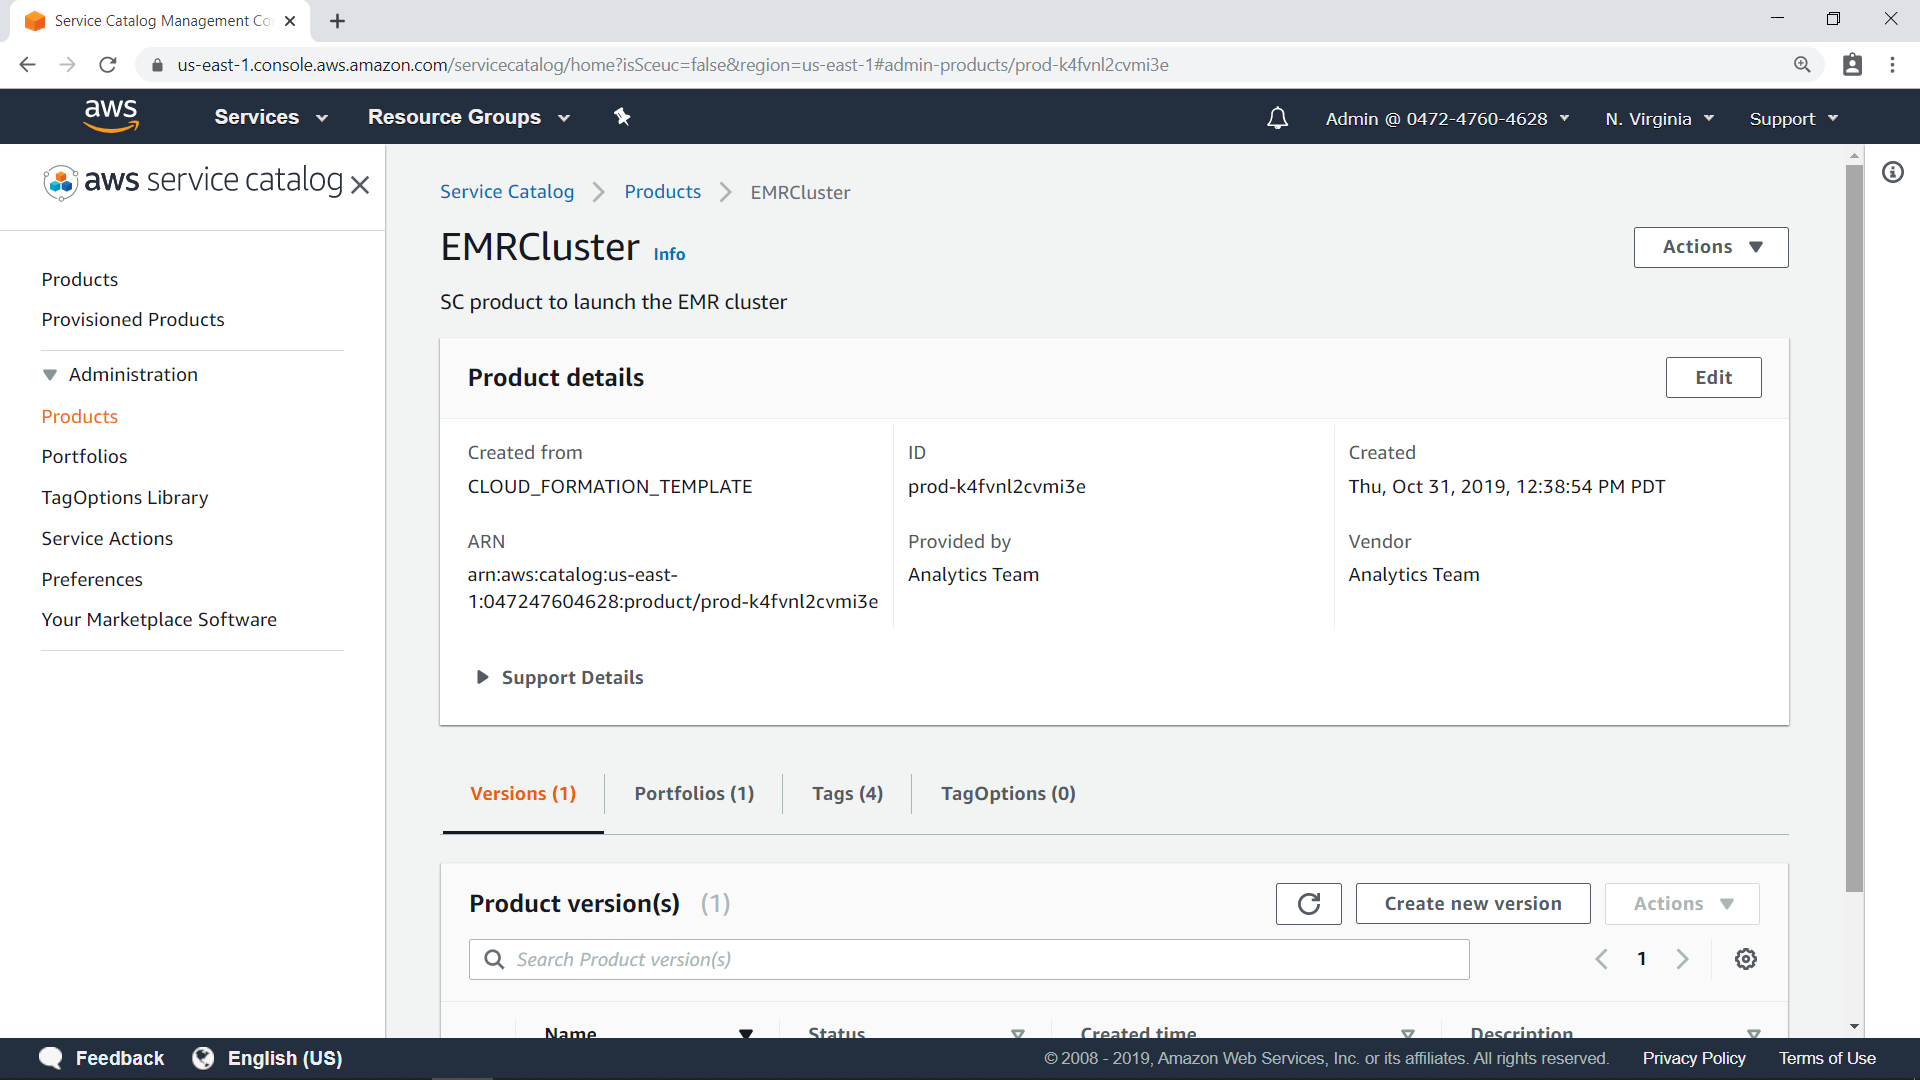 Service Catalog Management Co
us-east-1.console.aws.amazon.com/servicecatalog/home?isSceuc=false&region=us-east-1#admin-products/prod-k4fvnl2cvmi3e
aws
Services
Resource Groups
Admin @ 0472-4760-4628
N. Virginia
Support
aws service catalog
Products
Provisioned Products
Administration
Products
Portfolios
TagOptions Library
Service Actions
Preferences
Your Marketplace Software
Service Catalog
Products
EMRCluster
EMRCluster Info
Actions
SC product to launch the EMR cluster
Product details
Edit
Created from
CLOUD_FORMATION_TEMPLATE
ID
prod-k4fvnl2cvmi3e
Created
Thu, Oct 31, 2019, 12:38:54 PM PDT
ARN
arn:aws:catalog:us-east-
1:047247604628:product/prod-k4fvnl2cvmi3e
Provided by
Analytics Team
Vendor
Analytics Team
Support Details
Versions (1)
Portfolios (1)
Tags (4)
TagOptions (0)
Product version(s) (1)
Create new version
Actions
Search Product version(s)
1
Name
Status
Created time
Description
Feedback
English (US)
© 2008 - 2019, Amazon Web Services, Inc. or its affiliates. All rights reserved.
Privacy Policy
Terms of Use